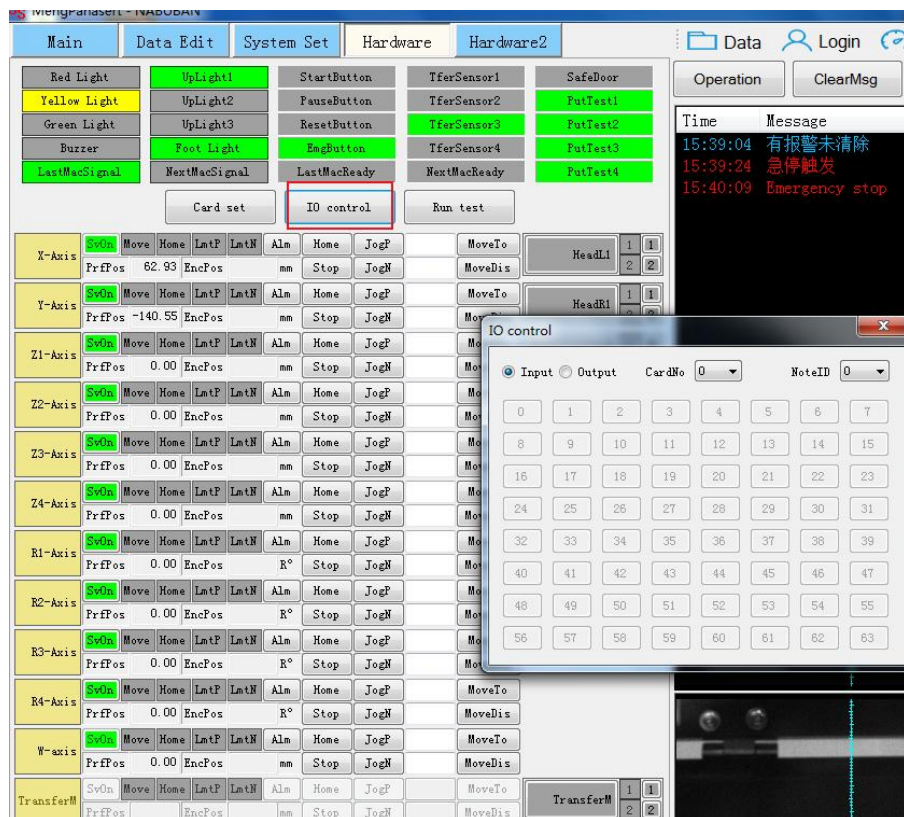 MengPanasert - NABUBAN
Main Data Edit System Set Hardware Hardware2 Data Login
Red Light UpLight1 StartButton TferSensor1 SafeDoor Operation ClearMsg
Yellow Light UpLight2 PauseButton TferSensor2 PutTest1
Green Light UpLight3 ResetButton TferSensor3 PutTest2 Time Message
Buzzer Foot Light EmgButton TferSensor4 PutTest3 15:39:04 有报警未清除
LastMacSignal NextMacSignal LastMacReady NextMacReady PutTest4 15:39:24 急停触发
15:40:09 Emergency stop
Card set IO control Run test
X-Axis SvOn Move Home LmtP LmtN Alm Home JogP MoveTo HeadL1 1 1
PrfPos 62.93 EncPos mm Stop JogN MoveDis 2 2
Y-Axis SvOn Move Home LmtP LmtN Alm Home JogP MoveTo HeadR1 1 1
PrfPos -140.55 EncPos mm Stop JogN
Z1-Axis SvOn Move Home LmtP LmtN Alm Home JogP
PrfPos 0.00 EncPos mm Stop JogN
Z2-Axis SvOn Move Home LmtP LmtN Alm Home JogP
PrfPos 0.00 EncPos mm Stop JogN
Z3-Axis SvOn Move Home LmtP LmtN Alm Home JogP
PrfPos 0.00 EncPos mm Stop JogN
Z4-Axis SvOn Move Home LmtP LmtN Alm Home JogP
PrfPos 0.00 EncPos mm Stop JogN
R1-Axis SvOn Move Home LmtP LmtN Alm Home JogP
PrfPos 0.00 EncPos R° Stop JogN
R2-Axis SvOn Move Home LmtP LmtN Alm Home JogP
PrfPos 0.00 EncPos R° Stop JogN
R3-Axis SvOn Move Home LmtP LmtN Alm Home JogP
PrfPos 0.00 EncPos R° Stop JogN
R4-Axis SvOn Move Home LmtP LmtN Alm Home JogP MoveTo
PrfPos 0.00 EncPos R° Stop JogN MoveDis
W-axis SvOn Move Home LmtP LmtN Alm Home JogP MoveTo
PrfPos 0.00 EncPos mm Stop JogN MoveDis
TransferM SvOn Move Home LmtP LmtN Alm Home JogP MoveTo TransferM 1 1
PrfPos EncPos mm Stop JogN MoveDis 2 2
IO control x
Input Output CardNo 0 NoteID 0
0 1 2 3 4 5 6 7
8 9 10 11 12 13 14 15
16 17 18 19 20 21 22 23
24 25 26 27 28 29 30 31
32 33 34 35 36 37 38 39
40 41 42 43 44 45 46 47
48 49 50 51 52 53 54 55
56 57 58 59 60 61 62 63